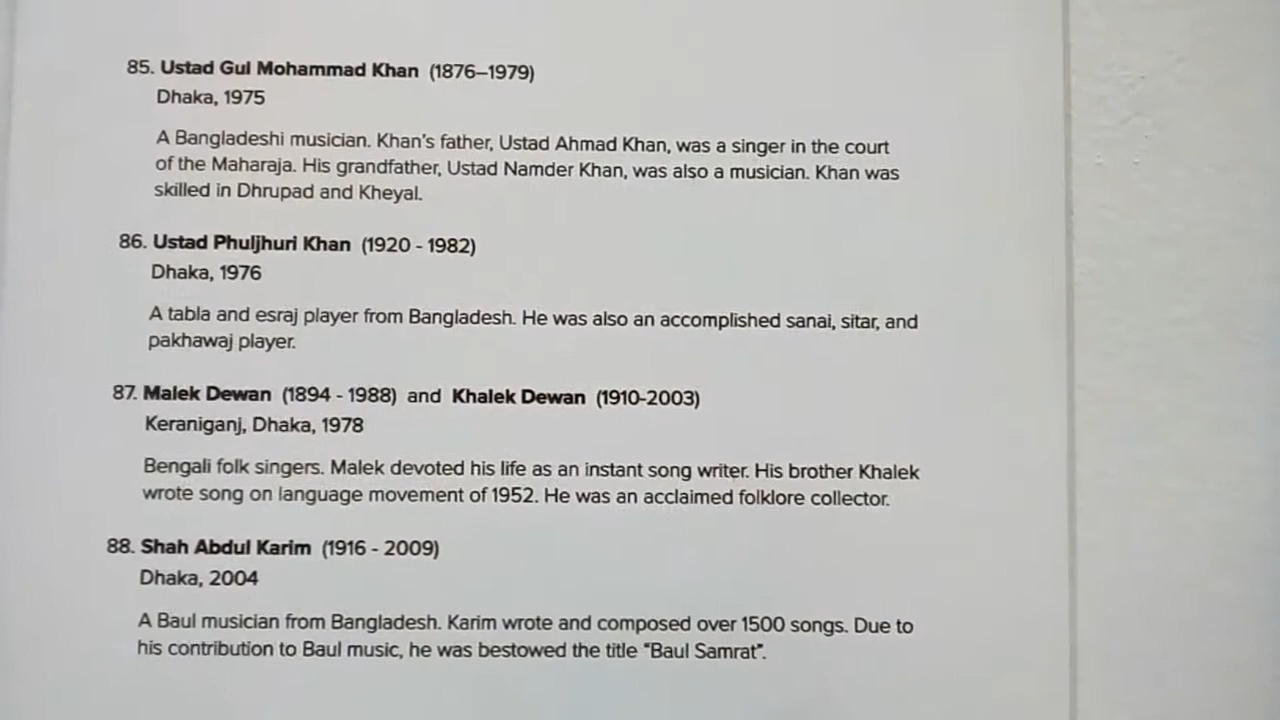 85. Ustad Gul Mohammad Khan (1876–1979)
Dhaka, 1975
A Bangladeshi musician. Khan's father, Ustad Ahmad Khan, was a singer in the court
of the Maharaja. His grandfather, Ustad Namder Khan, was also a musician. Khan was
skilled in Dhrupad and Kheyal.
86. Ustad Phuljhuri Khan (1920 - 1982)
Dhaka, 1976
A tabla and esraj player from Bangladesh. He was also an accomplished sanai, sitar, and
pakhawaj player.
87. Malek Dewan (1894 - 1988) and Khalek Dewan (1910-2003)
Keraniganj, Dhaka, 1978
Bengali folk singers. Malek devoted his life as an instant song writer. His brother Khalek
wrote song on language movement of 1952. He was an acclaimed folklore collector.
88. Shah Abdul Karim (1916 - 2009)
Dhaka, 2004
A Baul musician from Bangladesh. Karim wrote and composed over 1500 songs. Due to
his contribution to Baul music, he was bestowed the title "Baul Samrat".